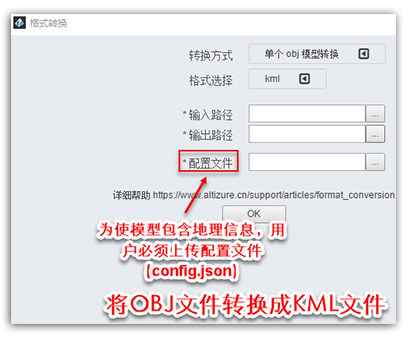 格式转换
转换方式 单个 obj 模型转换
格式选择 kml
*输入路径 ...
*输出路径 ...
*配置文件 ...
详细帮助 https://www.altizure.cn/support/articles/format_conversion
OK
为使模型包含地理信息，用
户必须上传配置文件
(config.json)
将OBJ文件转换成KML文件